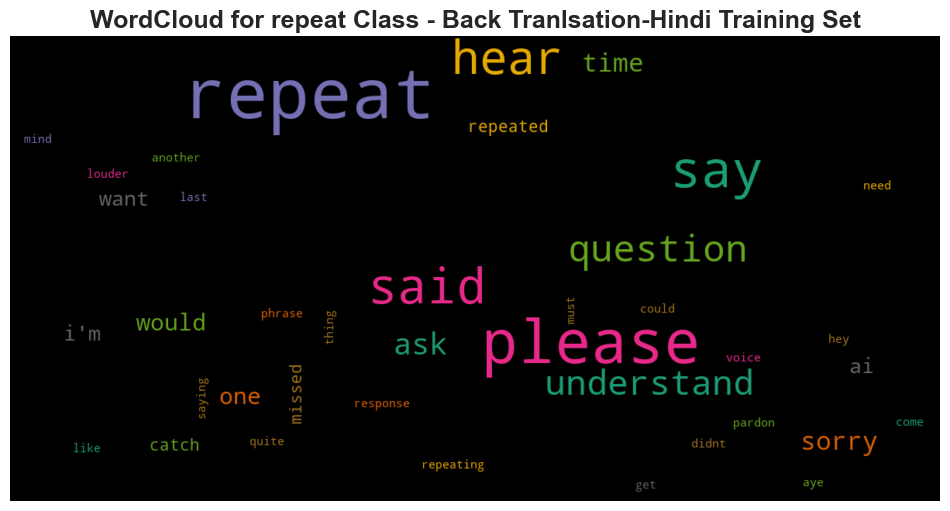 WordCloud for repeat Class - Back Tranlsation-Hindi Training Set
hear
time
repeat
repeated
mind
another
say
louder
need
want
last
question
said
must
could
phrase
thing
would
i'm
please
hey
ask
voice
ai
understand
saying
one
missed
response
pardon
come
sorry
like
catch
quite
didnt
repeating
get
aye